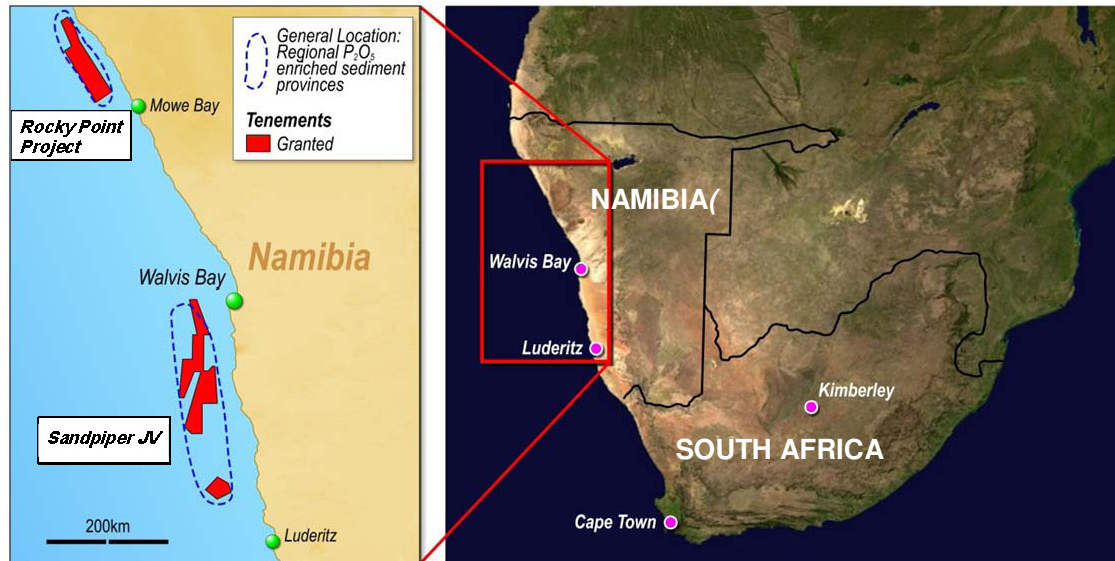 General Location:
Regional P₂O₅
enriched sediment
provinces
Tenements
Granted
Mowe Bay
Rocky Point
Project
Namibia
Walvis Bay
Sandpiper JV
200km
Luderitz
NAMIBIA(
Walvis Bay
Luderitz
Kimberley
SOUTH AFRICA
Cape Town